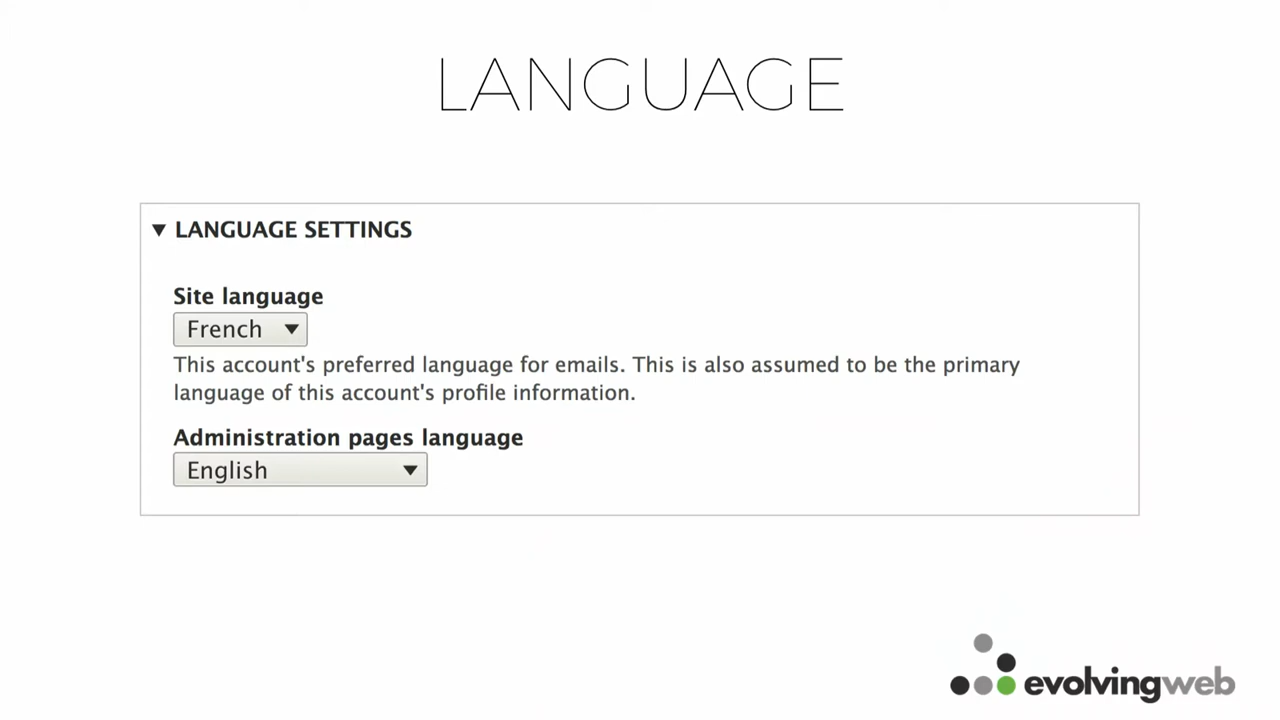 LANGUAGE
LANGUAGE SETTINGS
Site language
French
This account's preferred language for emails. This is also assumed to be the primary
language of this account's profile information.
Administration pages language
English
evolvingweb